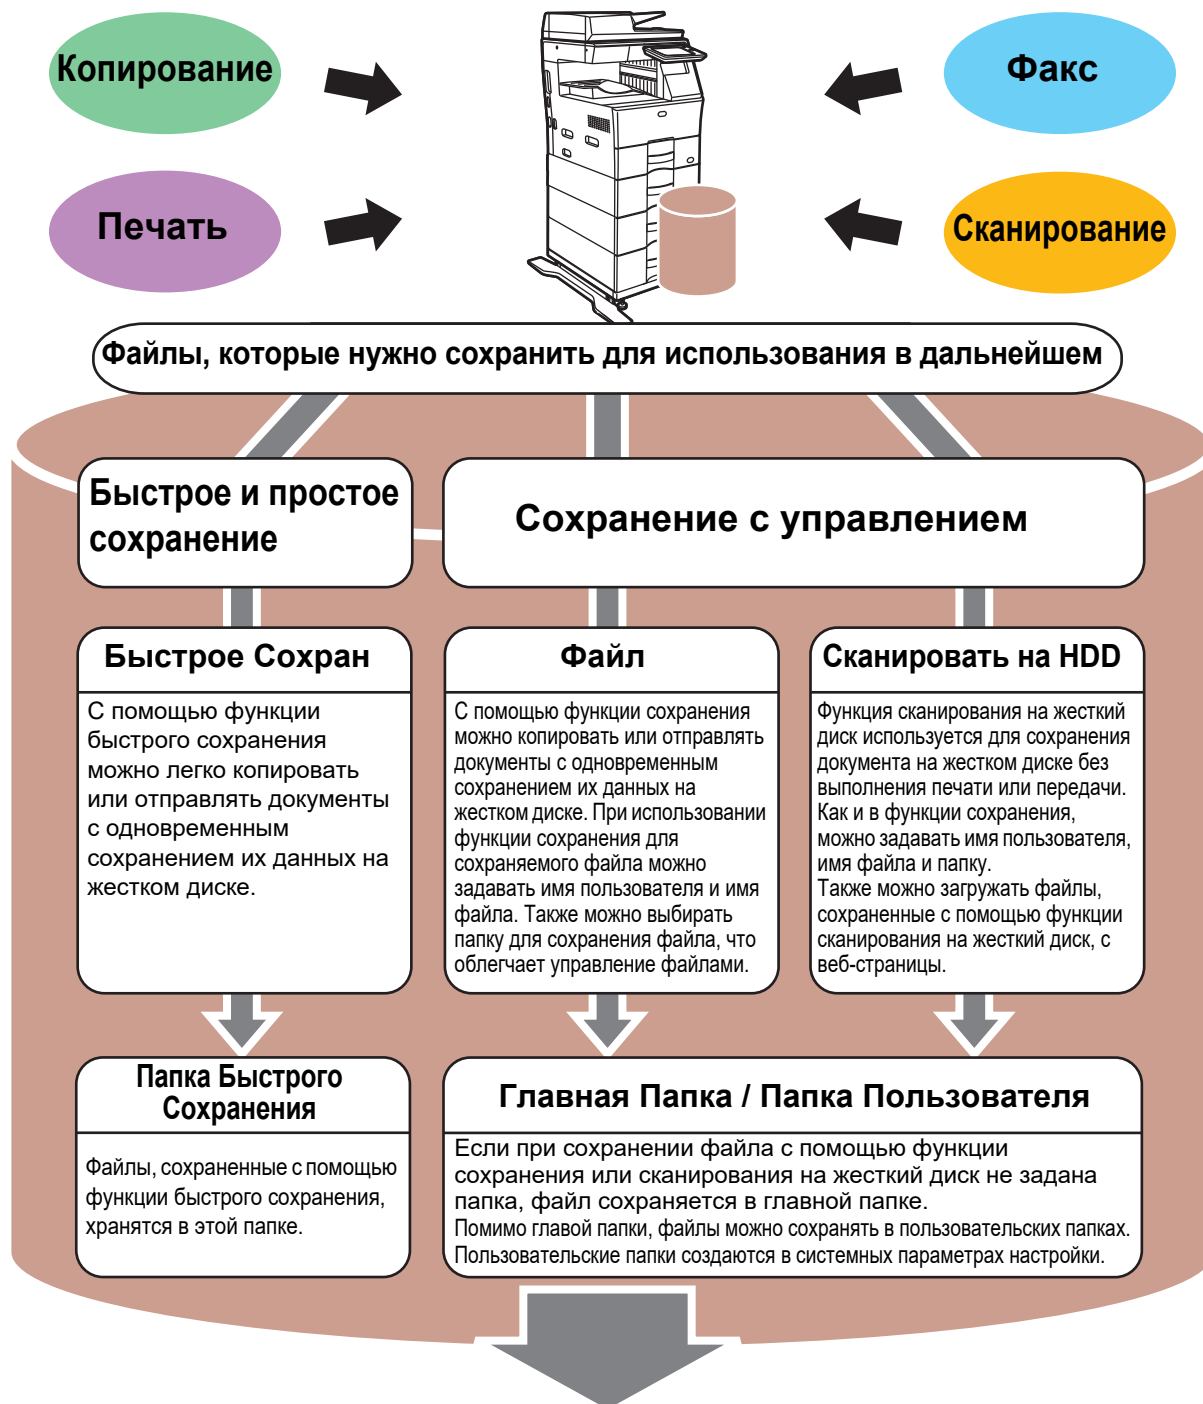 Копирование
Факс
Печать
Сканирование
Файлы, которые нужно сохранить для использования в дальнейшем
Быстрое и простое
сохранение
Сохранение с управлением
Быстрое Сохран
С помощью функции
быстрого сохранения
можно легко копировать
или отправлять документы
с одновременным
сохранением их данных на
жестком диске.
Файл
С помощью функции сохранения
можно копировать или отправлять
документы с одновременным
сохранением их данных на
жестком диске. При использовании
функции сохранения для
сохраняемого файла можно
задавать имя пользователя и имя
файла. Также можно выбирать
папку для сохранения файла, что
облегчает управление файлами.
Сканировать на HDD
Функция сканирования на жесткий
диск используется для сохранения
документа на жестком диске без
выполнения печати или передачи.
Как и в функции сохранения,
можно задавать имя пользователя,
имя файла и папку.
Также можно загружать файлы,
сохраненные с помощью функции
сканирования на жесткий диск, с
веб-страницы.
Папка Быстрого
Сохранения
Файлы, сохраненные с помощью
функции быстрого сохранения,
хранятся в этой папке.
Главная Папка / Папка Пользователя
Если при сохранении файла с помощью функции
сохранения или сканирования на жесткий диск не задана
папка, файл сохраняется в главной папке.
Помимо главой папки, файлы можно сохранять в пользовательских папках.
Пользовательские папки создаются в системных параметрах настройки.